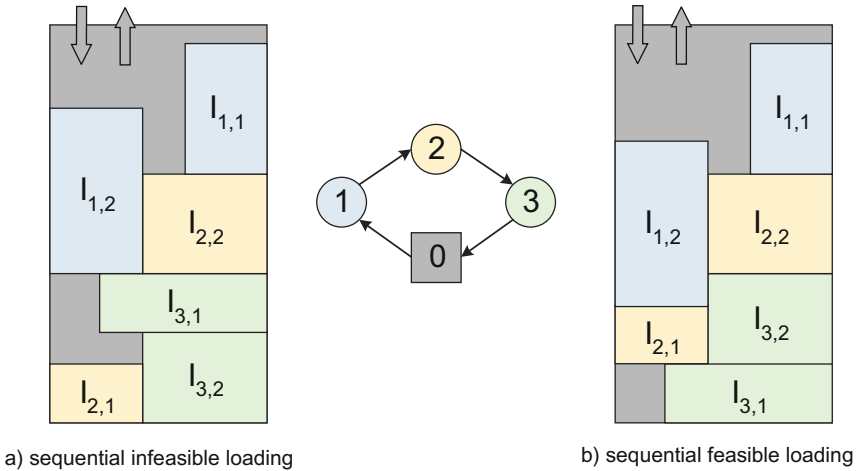 I1,1
I1,2
I2,2
I3,1
I3,2
I2,1
a) sequential infeasible loading
1
2
3
0
I1,1
I1,2
I2,2
I2,1
I3,2
I3,1
b) sequential feasible loading